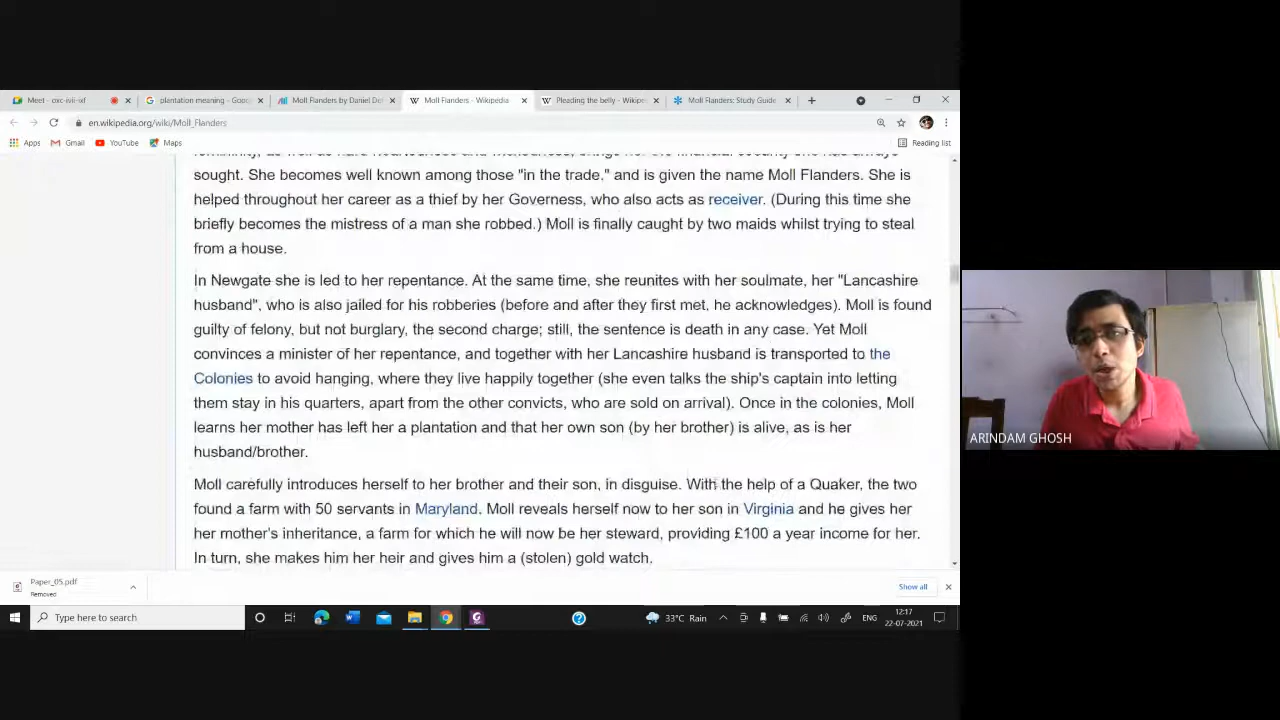 Meet - oxc-ivii-ixf
plantation meaning - Goog
Moll Flanders by Daniel Def
Moll Flanders - Wikipedia
Pleading the belly - Wikipe
Moll Flanders: Study Guide
en.wikipedia.org/wiki/Moll_Flanders
Apps Gmail YouTube Maps Reading list
sought. She becomes well known among those "in the trade." and is given the name Moll Flanders. She is
helped throughout her career as a thief by her Governess, who also acts as receiver. (During this time she
briefly becomes the mistress of a man she robbed.) Moll is finally caught by two maids whilst trying to steal
from a house.
In Newgate she is led to her repentance. At the same time, she reunites with her soulmate, her "Lancashire
husband", who is also jailed for his robberies (before and after they first met, he acknowledges). Moll is found
guilty of felony, but not burglary, the second charge; still, the sentence is death in any case. Yet Moll
convinces a minister of her repentance, and together with her Lancashire husband is transported to the
Colonies to avoid hanging, where they live happily together (she even talks the ship's captain into letting
them stay in his quarters, apart from the other convicts, who are sold on arrival). Once in the colonies, Moll
learns her mother has left her a plantation and that her own son (by her brother) is alive, as is her
husband/brother.
Moll carefully introduces herself to her brother and their son, in disguise. With the help of a Quaker, the two
found a farm with 50 servants in Maryland. Moll reveals herself now to her son in Virginia and he gives her
her mother's inheritance, a farm for which he will now be her steward, providing £100 a year income for her.
In turn, she makes him her heir and gives him a (stolen) gold watch.
ARINDAM GHOSH
Paper_05.pdf
Removed
Show all
Type here to search
33°C Rain
ENG
12:17
22-07-2021